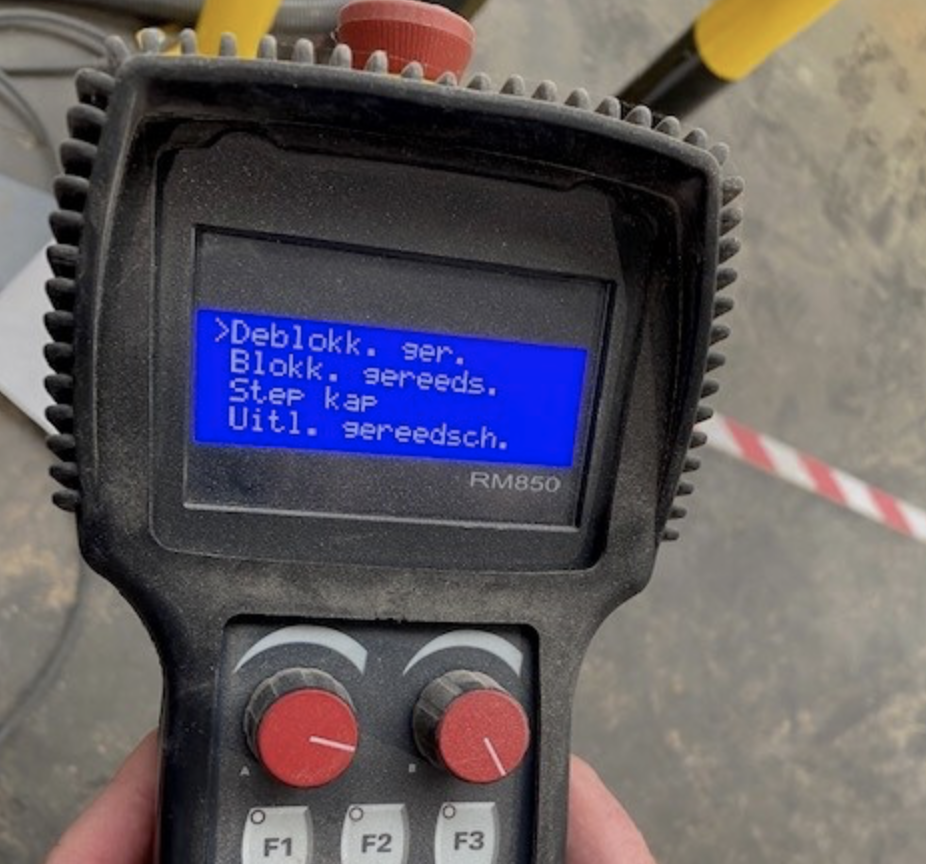 >Deblokk. ger.
Blokk. gereeds.
Step kap
Uitl. gereedsch.
RM850
A
B
F1
F2
F3